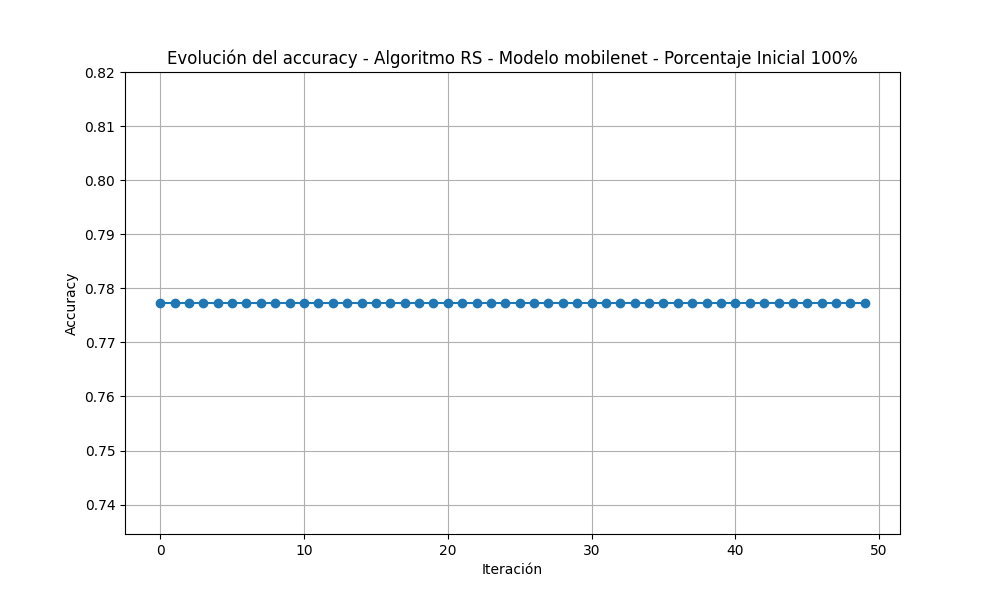 Evolución del accuracy - Algoritmo RS - Modelo mobilenet - Porcentaje Inicial 100%
0.82
0.81
0.80
0.79
0.78
0.77
0.76
0.75
0.74
Accuracy
0 10 20 30 40 50
Iteración